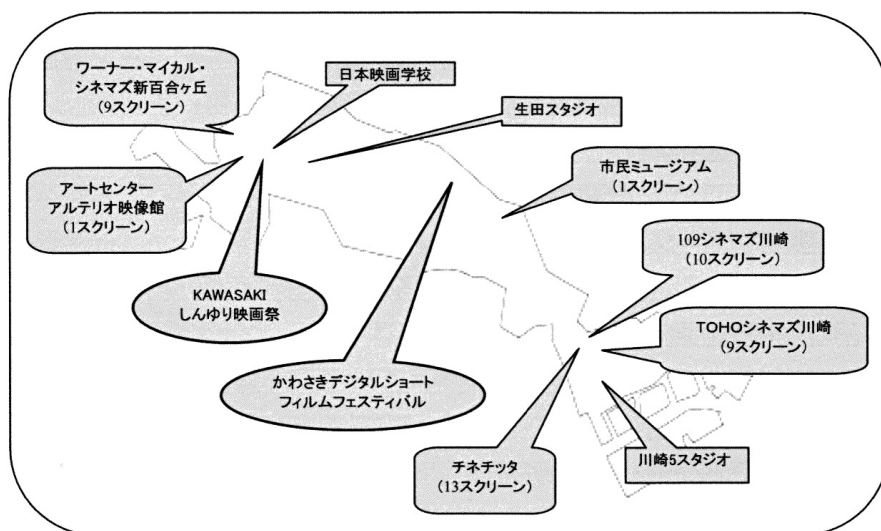 ワーナー・マイカル・
シネマズ新百合ヶ丘
(9スクリーン)
日本映画学校
生田スタジオ
市民ミュージアム
(1スクリーン)
アートセンター
アルテリオ映像館
(1スクリーン)
109シネマズ川崎
(10スクリーン)
KAWASAKI
しんゆり映画祭
TOHOシネマズ川崎
(9スクリーン)
かわさきデジタルショート
フィルムフェスティバル
チネチッタ
(13スクリーン)
川崎5スタジオ